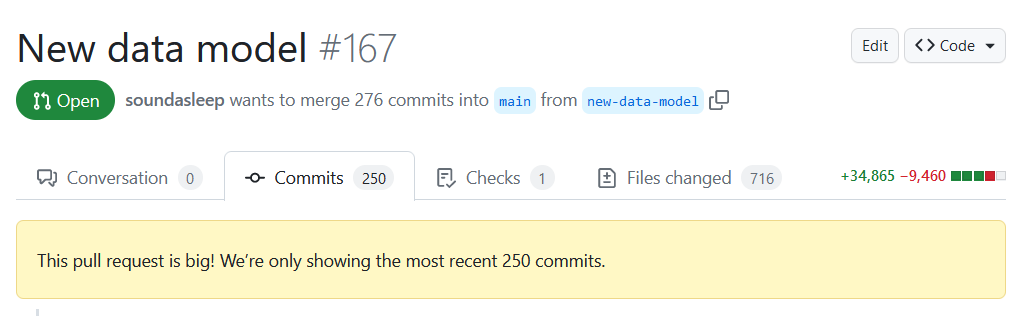 New data model #167
Edit
Code
Open
soundasleep wants to merge 276 commits into main from new-data-model
Conversation 0
Commits 250
Checks 1
Files changed 716
+34,865 −9,460
This pull request is big! We’re only showing the most recent 250 commits.